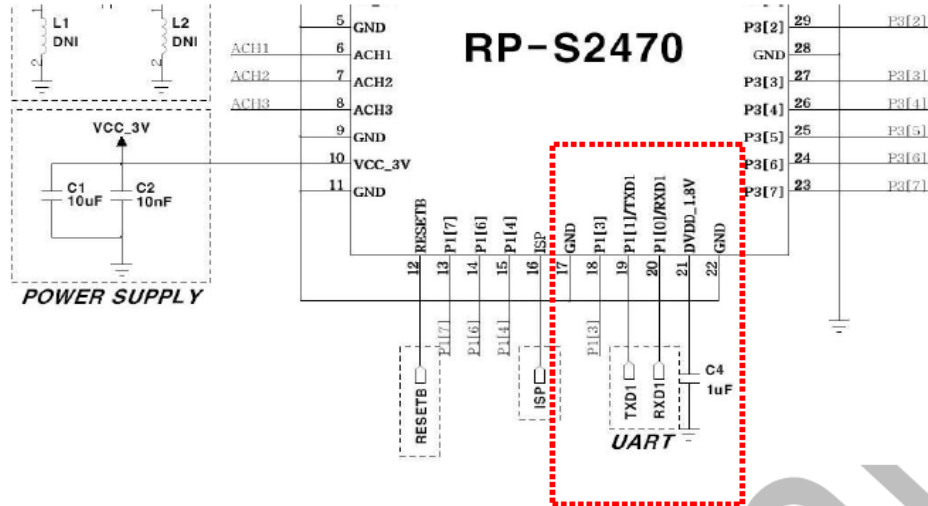 L1
DNI
1
2
L2
DNI
1
2
RP-S2470
ACH1
6
ACH1
ACH2
7
ACH2
ACH3
8
ACH3
5
GND
9
GND
10
VCC_3V
11
GND
P3[2]
29
P3[2]
GND
28
P3[3]
27
P3[3]
P3[4]
26
P3[4]
P3[5]
25
P3[5]
P3[6]
24
P3[6]
P3[7]
23
P3[7]
VCC_3V
C1
10uF
C2
10nF
POWER SUPPLY
RESETB
P1[7]
P1[6]
P1[4]
ISP
GND
P1[3]
P1[1]/TXD1
P1[0]/RXD1
DVDD_1.8V
GND
12
13
14
15
16
17
18
19
20
21
22
P1[7]
P1[6]
P1[4]
P1[3]
RESETB
ISP
TXD1
RXD1
C4
1uF
UART